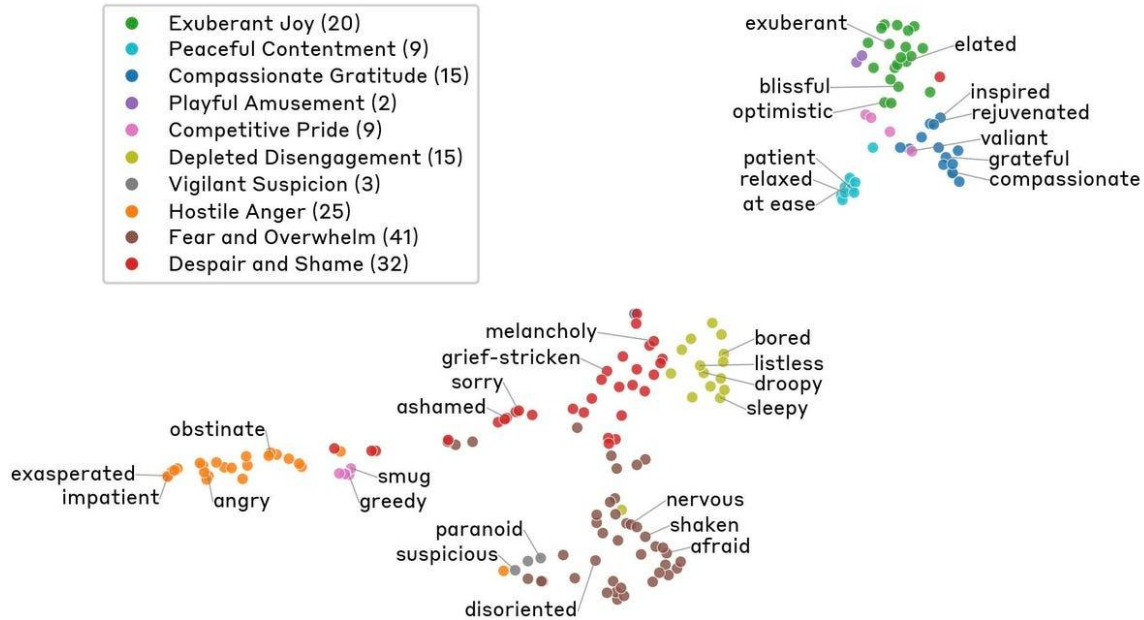 Exuberant Joy (20)
Peaceful Contentment (9)
Compassionate Gratitude (15)
Playful Amusement (2)
Competitive Pride (9)
Depleted Disengagement (15)
Vigilant Suspicion (3)
Hostile Anger (25)
Fear and Overwhelm (41)
Despair and Shame (32)
exuberant
elated
blissful
optimistic
inspired
rejuvenated
valiant
grateful
compassionate
patient
relaxed
at ease
melancholy
grief-stricken
sorry
ashamed
bored
listless
droopy
sleepy
obstinate
exasperated
impatient
angry
smug
greedy
paranoid
suspicious
nervous
shaken
afraid
disoriented